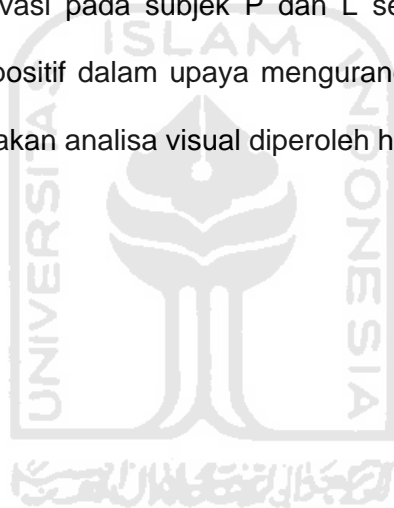 vasi pada subjek P dan L se
ISLAM
positif dalam upaya mengurang
akan analisa visual diperoleh h
UNIVERSITAS
INDONESIA